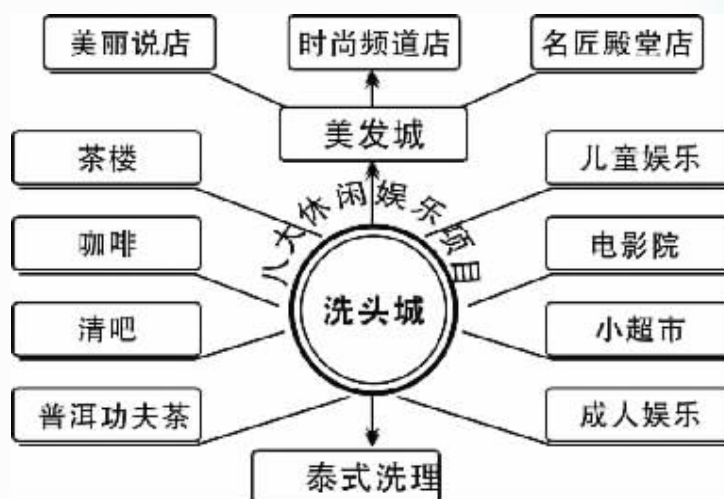 美丽说店
时尚频道店
名匠殿堂店
美发城
茶楼
儿童娱乐
八大休闲娱乐项目
咖啡
电影院
洗头城
清吧
小超市
普洱功夫茶
成人娱乐
泰式洗理